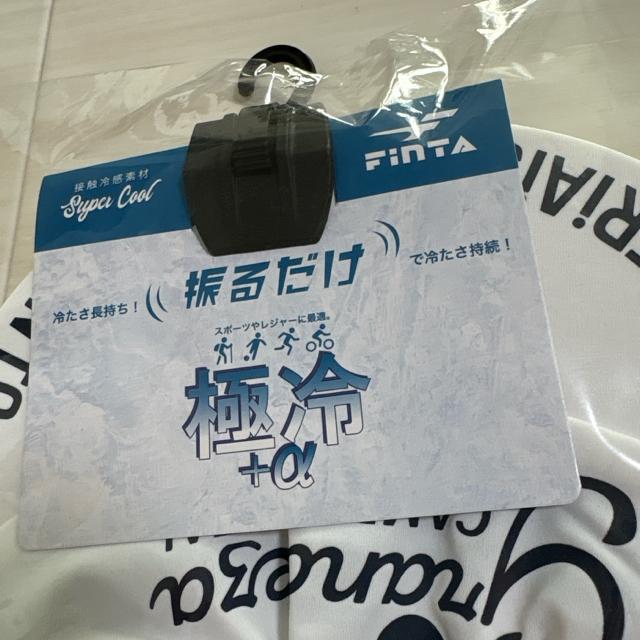 接触冷感素材
Super Cool
FiNTA
冷たさ長持ち！
振るだけ
で冷たさ持続！
スポーツやレジャーに最適。
極冷
+α